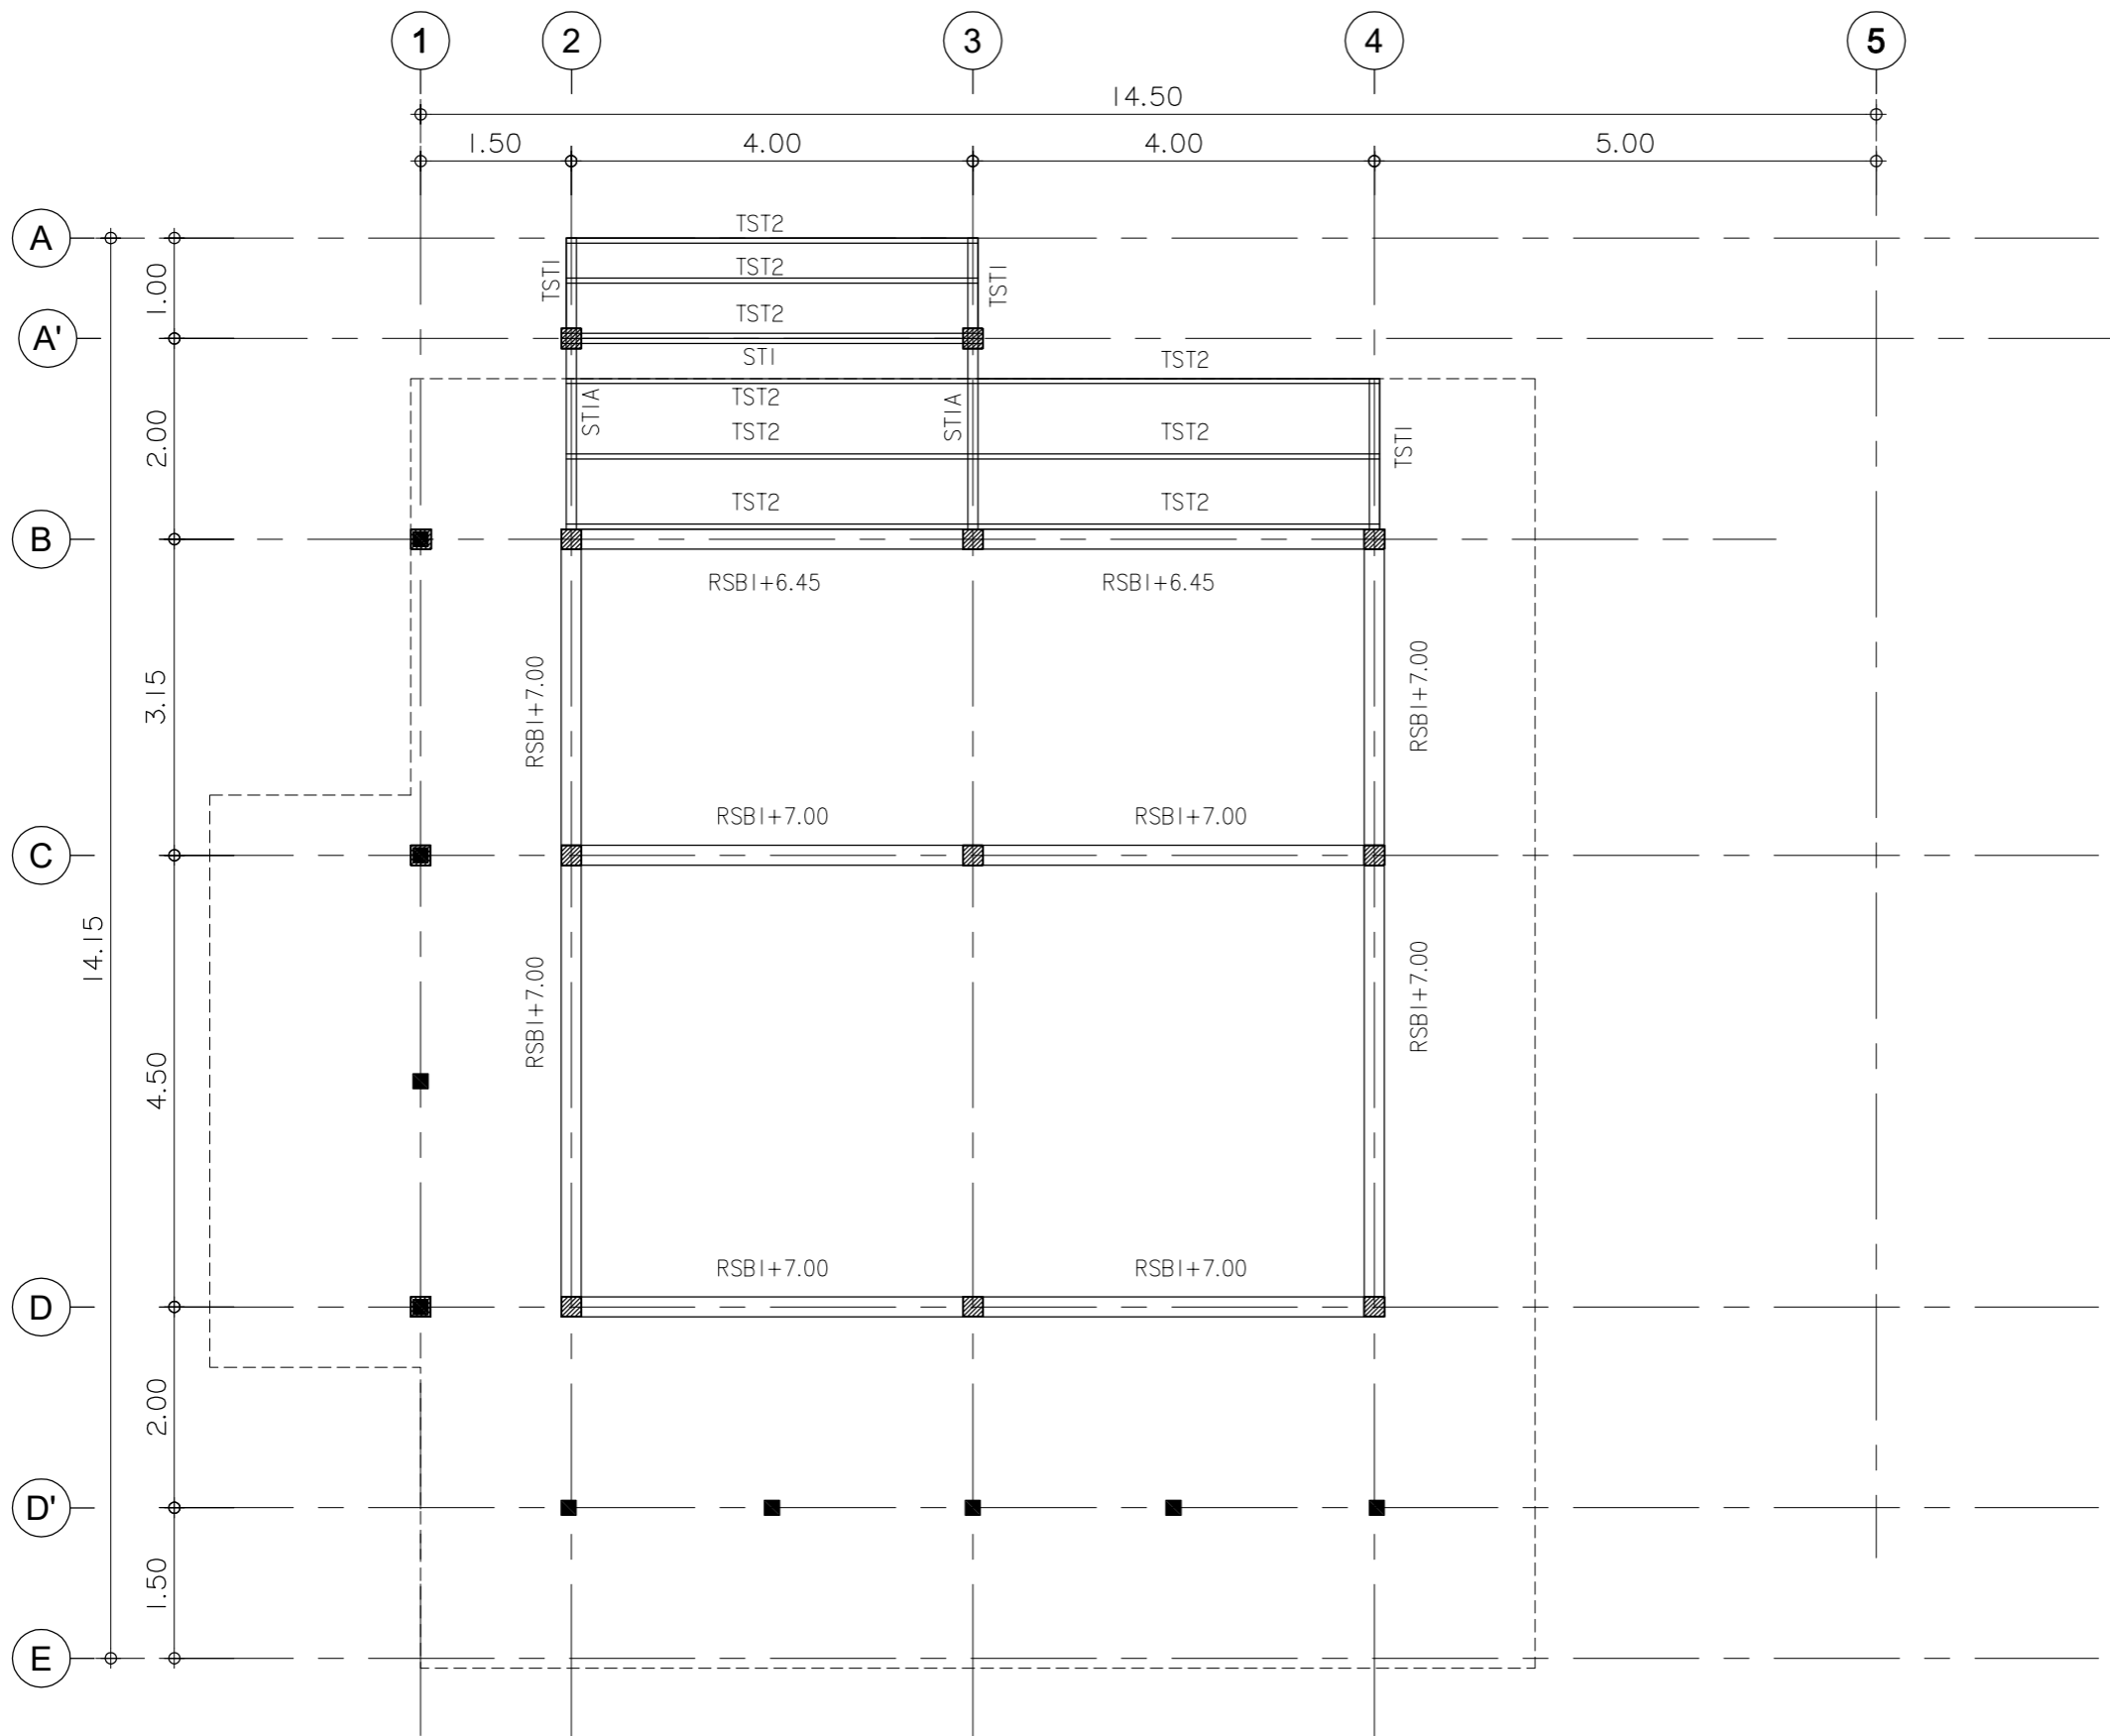 1 2 3 4 5
14.50
1.50 4.00 4.00 5.00
A
TST2
TST1 TST2 TST1
1.00
TST2
A'
ST1 TST2
ST1A TST2 ST1A
2.00 TST2 TST2 TST1
TST2 TST2
B
RSB1+6.45 RSB1+6.45
3.15 RSB1+7.00 RSB1+7.00
RSB1+7.00 RSB1+7.00
C
14.15
RSB1+7.00 RSB1+7.00
4.50
RSB1+7.00 RSB1+7.00
D
2.00
D'
1.50
E